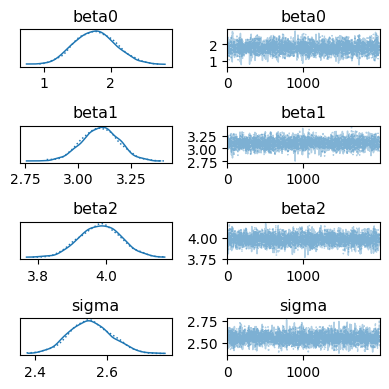 beta0 beta0
2
1
1 2 0 1000
beta1 beta1
3.25
3.00
2.75
2.75 3.00 3.25 0 1000
beta2 beta2
4.00
3.75
3.8 4.0 0 1000
sigma sigma
2.75
2.50
2.4 2.6 0 1000